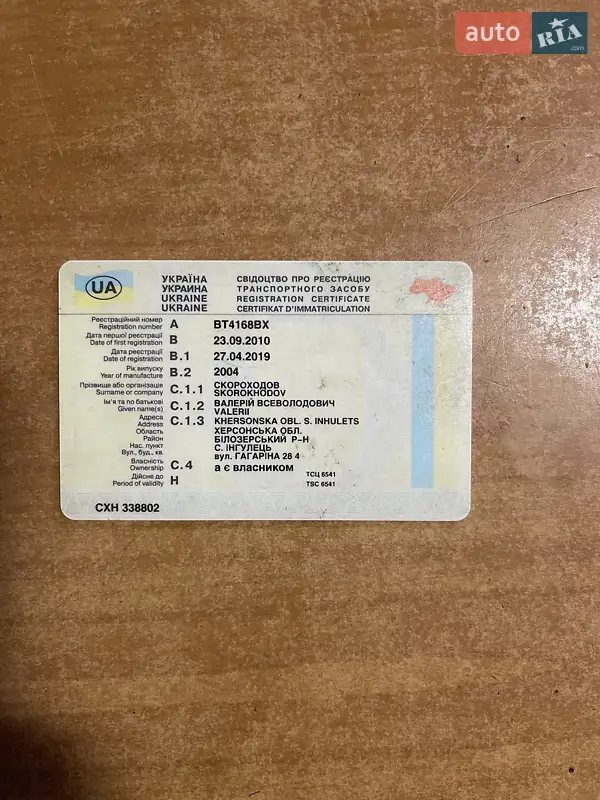 auto RIA .com
UA
УКРАЇНА СВІДОЦТВО ПРО РЕЄСТРАЦІЮ
УКРАИНА ТРАНСПОРТНОГО ЗАСОБУ
UKRAINE REGISTRATION CERTIFICATE
UKRAINE CERTIFICAT D'IMMATRICULATION
Реєстраційний номер
Registration number A BT4168BX
Дата першої реєстрації
Date of first registration B 23.09.2010
Дата реєстрації
Date of registration B.1 27.04.2019
Рік випуску
Year of manufacture B.2 2004
Прізвище або організація СКОРОХОДОВ
Surname or company C.1.1 SKOROKHODOV
Ім'я та по батькові ВАЛЕРІЙ ВСЕВОЛОДОВИЧ
Given name(s) C.1.2 VALERII
Адреса C.1.3 KHERSONSKA OBL. S. INHULETS
Address
Область ХЕРСОНСЬКА ОБЛ.
Район БІЛОЗЕРСЬКИЙ Р-Н
Нас. пункт С. ІНГУЛЕЦЬ
Вул., буд., кв. вул. ГАГАРІНА 28 4
Власність
Ownership C.4 а є власником
Дійсне до ТСЦ 6541
Period of validity H TSC 6541
СХН 338802